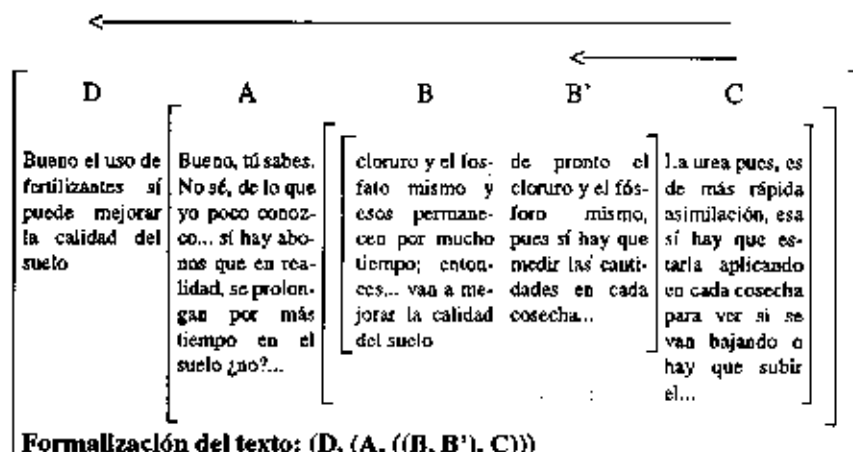 D
Bueno el uso de
fertilizantes sí
puede mejorar
la calidad del
suelo
A
Bueno, tú sabes.
No sé, de lo que
yo poco conoz-
co... sí hay abo-
nos que en rea-
lidad, se prolon-
gan por más
tiempo en el
suelo ¿no?...
B
cloruro y el fos-
fato mismo y
esos permane-
cen por mucho
tiempo; enton-
ces... van a me-
jorar la calidad
del suelo
B'
de pronto el
cloruro y el fós-
foro mismo,
pues sí hay que
medir las canti-
dades en cada
cosecha...
C
La urea pues, es
de más rápida
asimilación, esa
sí hay que es-
tarla aplicando
en cada cosecha
para ver si se
van bajando o
hay que subir
el...
Formalización del texto: (D, (A, ((B, B'), C)))